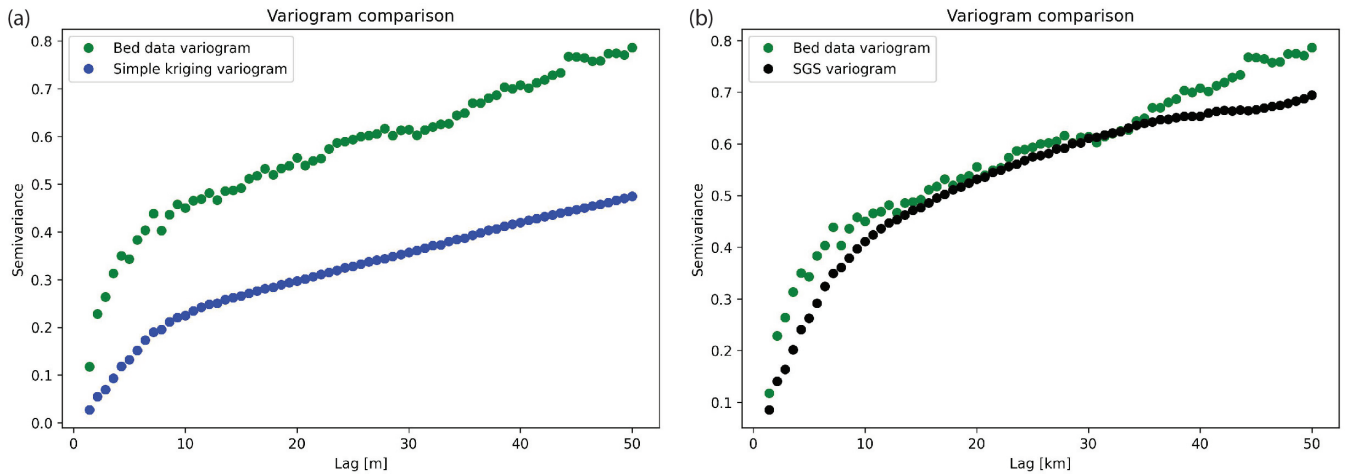 (a)
Variogram comparison
Bed data variogram
Simple kriging variogram
Semivariance
0.8
0.7
0.6
0.5
0.4
0.3
0.2
0.1
0.0
0
10
20
30
40
50
Lag [m]
(b)
Variogram comparison
Bed data variogram
SGS variogram
Semivariance
0.8
0.7
0.6
0.5
0.4
0.3
0.2
0.1
0
10
20
30
40
50
Lag [km]